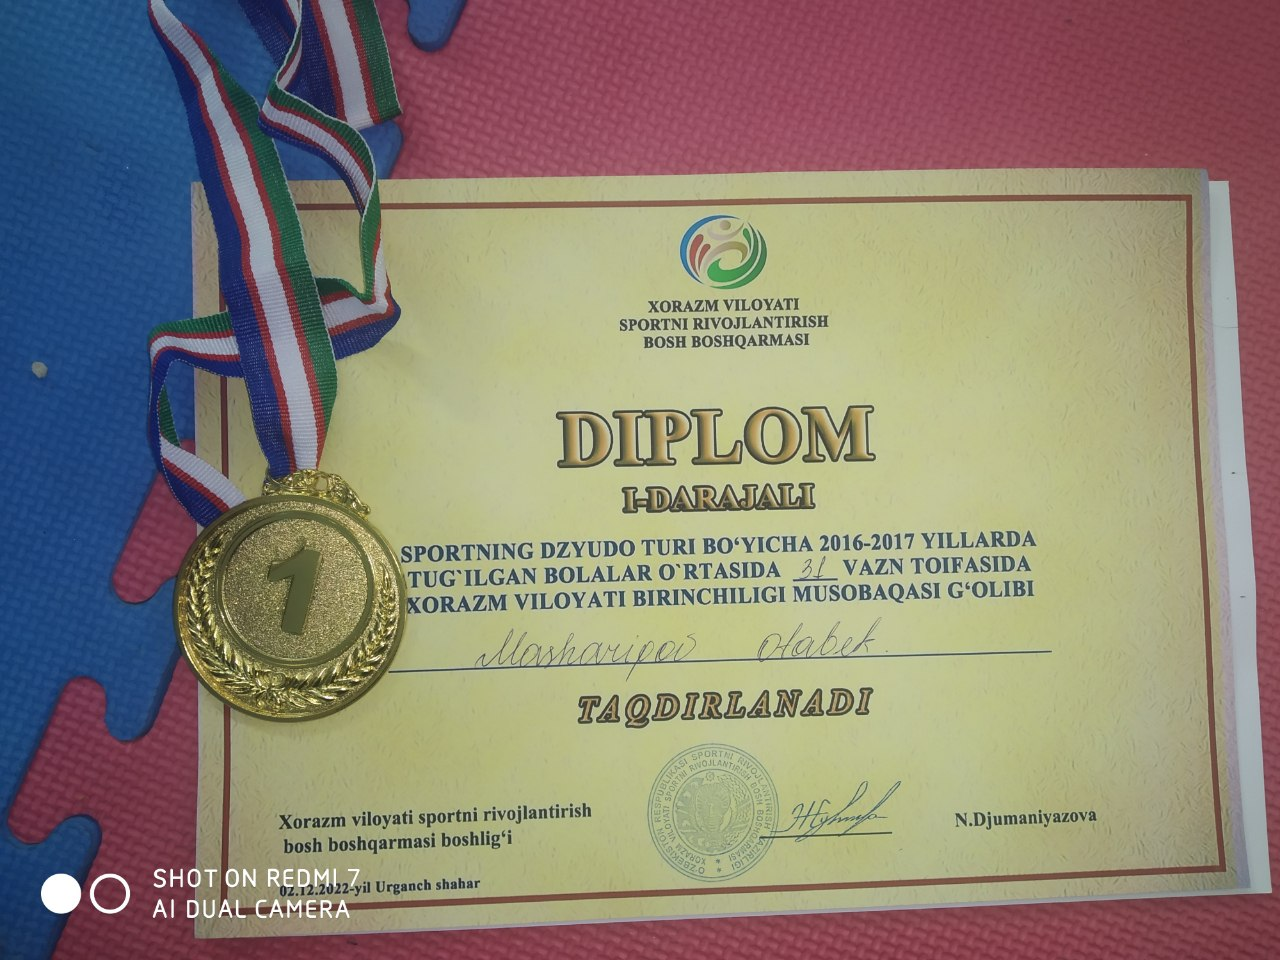 XORAZM VILOYATI
SPORTNI RIVOJLANTIRISH
BOSH BOSHQARMASI
DIPLOM
I-DARAJALI
SPORTNING DZYUDO TURI BO‘YICHA 2016-2017 YILLARDA
TUG`ILGAN BOLALAR O`RTASIDA 31 VAZN TOIFASIDA
XORAZM VILOYATI BIRINCHILIGI MUSOBAQASI G‘OLIBI
Masharipov Otabek.
TAQDIRLANADI
Xorazm viloyati sportni rivojlantirish
bosh boshqarmasi boshlig‘i
N.Djumaniyazova
02.12.2022-yil Urganch shahar
1
SHOT ON REDMI 7
AI DUAL CAMERA